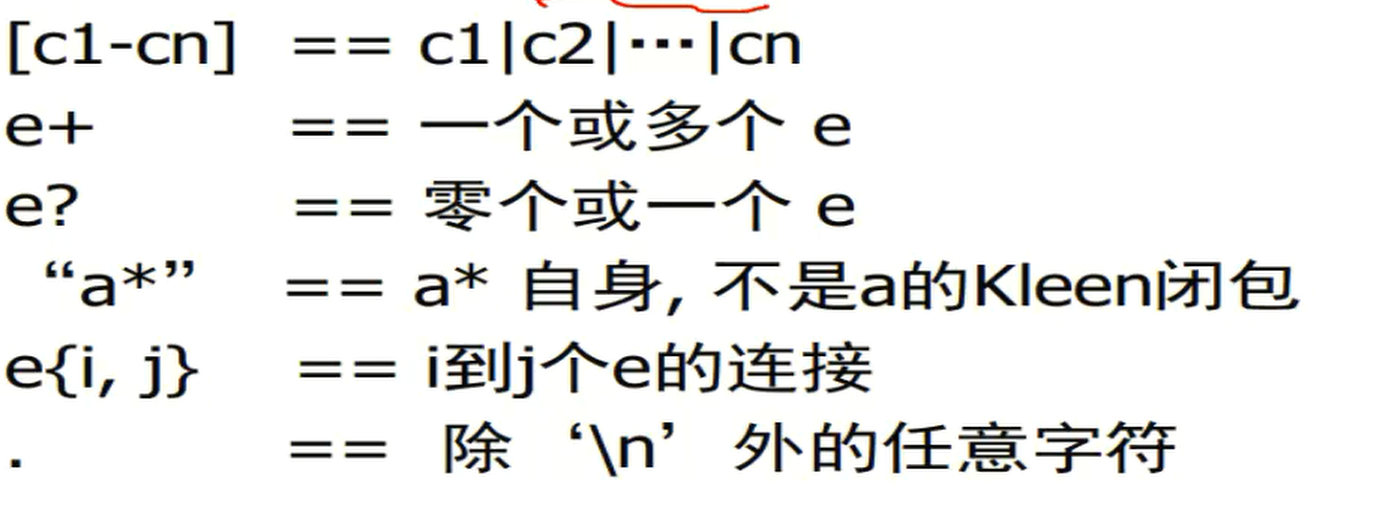 [c1-cn] == c1|c2|…|cn
e+ == 一个或多个 e
e? == 零个或一个 e
“a*” == a* 自身, 不是a的Kleen闭包
e{i, j} == i到j个e的连接
. == 除‘\n’外的任意字符